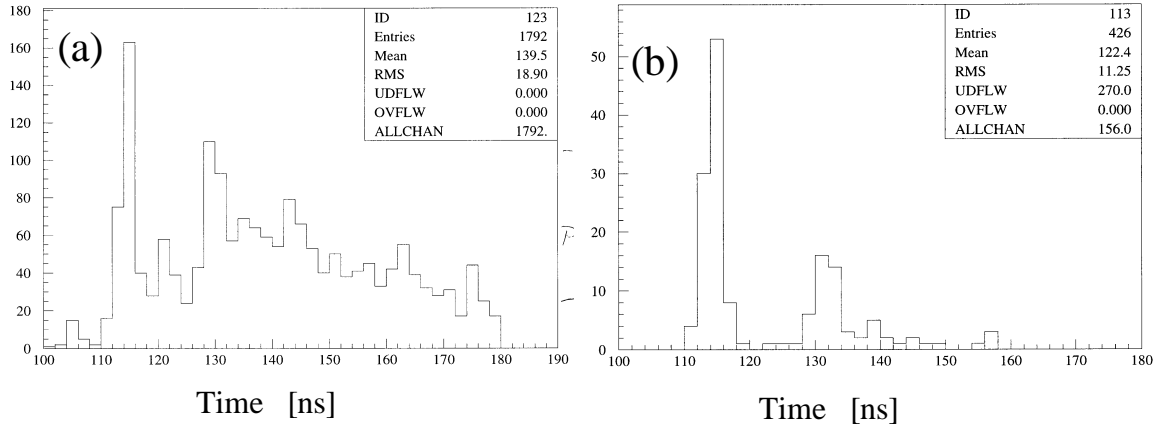 (a)
ID 123
Entries 1792
Mean 139.5
RMS 18.90
UDFLW 0.000
OVFLW 0.000
ALLCHAN 1792.
180
160
140
120
100
80
60
40
20
0
100 110 120 130 140 150 160 170 180 190
Time [ns]
(b)
ID 113
Entries 426
Mean 122.4
RMS 11.25
UDFLW 270.0
OVFLW 0.000
ALLCHAN 156.0
50
40
30
20
10
0
100 110 120 130 140 150 160 170 180
Time [ns]